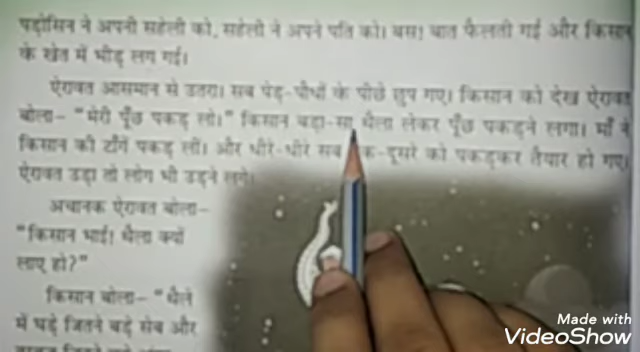 पड़ोसिन ने अपनी सहेली को, सहेली ने अपने पति को। बस! बात फैलती गई और किसान
के खेत में भीड़ लग गई।
ऐरावत आसमान से उतरा। सब पेड़-पौधों के पीछे छुप गए। किसान को देख ऐरावत
बोला- “मेरी पूँछ पकड़ लो।” किसान बड़ा-सा थैला लेकर पूँछ पकड़ने लगा। माँ ने
किसान की टाँगें पकड़ लीं। और धीरे-धीरे सब एक-दूसरे को पकड़कर तैयार हो गए।
ऐरावत उड़ा तो लोग भी उड़ने लगे।
अचानक ऐरावत बोला-
“किसान भाई! थैला क्यों
लाए हो?”
किसान बोला- “थैले
में घड़े जितने बड़े सेब और
Made with
VideoShow